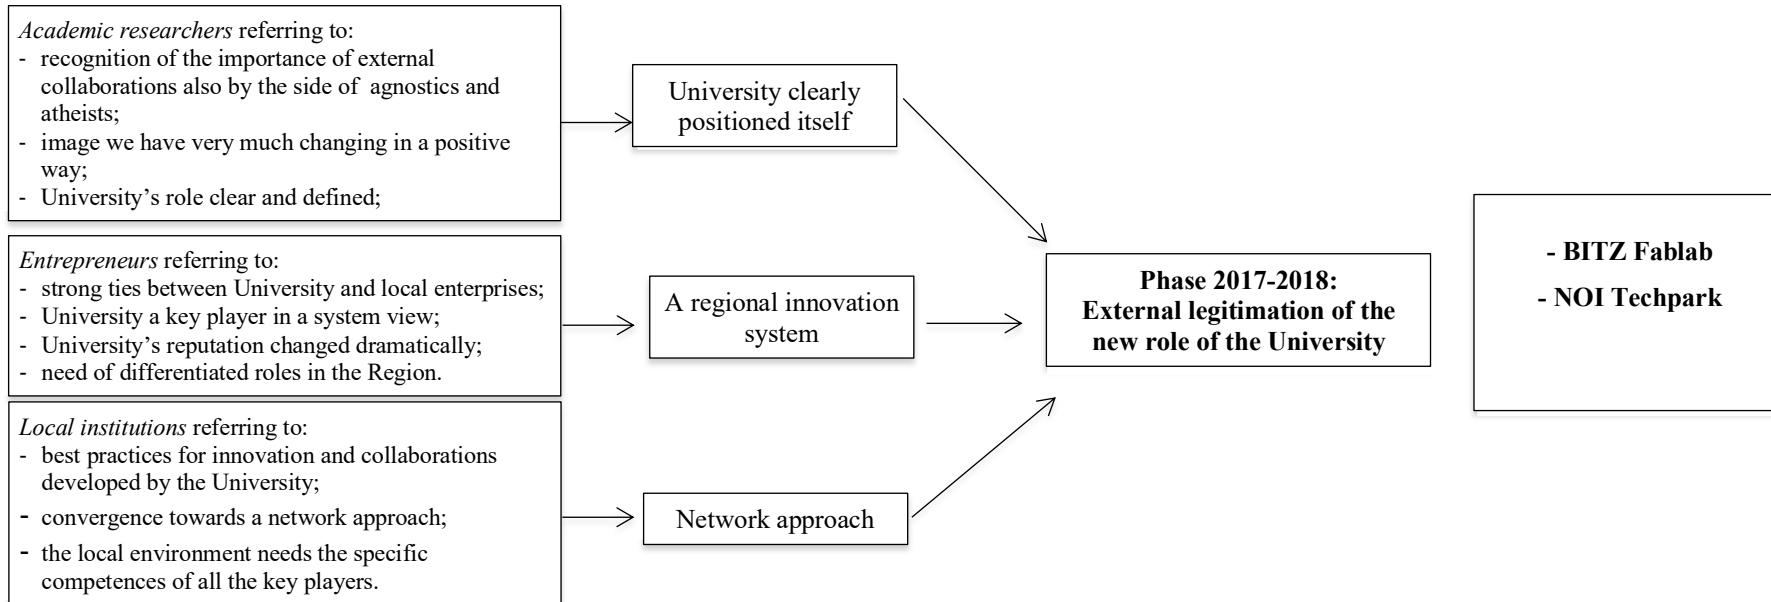 Academic researchers referring to:
- recognition of the importance of external
collaborations also by the side of agnostics and
atheists;
- image we have very much changing in a positive
way;
- University’s role clear and defined;
Entrepreneurs referring to:
- strong ties between University and local enterprises;
- University a key player in a system view;
- University’s reputation changed dramatically;
- need of differentiated roles in the Region.
Local institutions referring to:
- best practices for innovation and collaborations
developed by the University;
- convergence towards a network approach;
- the local environment needs the specific
competences of all the key players.
University clearly
positioned itself
A regional innovation
system
Network approach
Phase 2017-2018:
External legitimation of the
new role of the University
- BITZ Fablab
- NOI Techpark